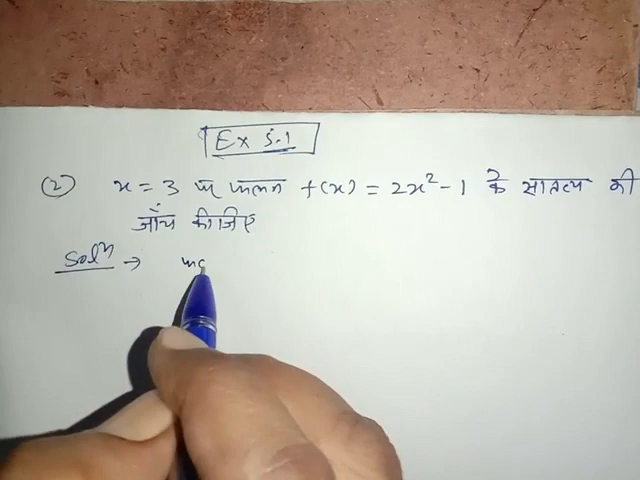 Ex 5.1
(2) x = 3 पर फलन f(x) = 2x² - 1 के सातत्य की
जाँच कीजिए
Solⁿ →